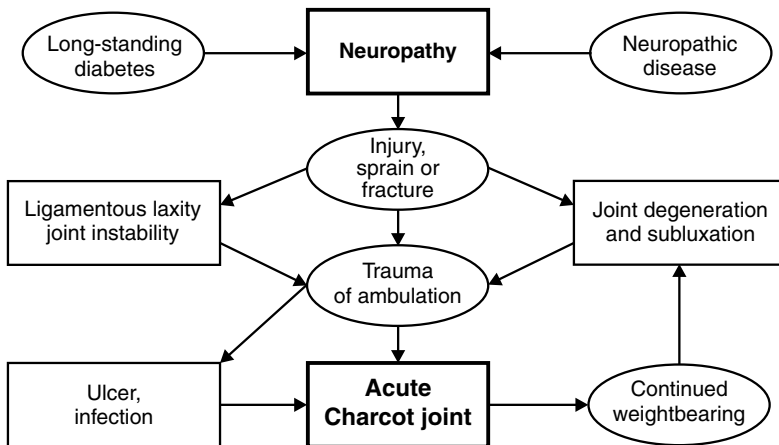 Long-standing
diabetes
Neuropathy
Neuropathic
disease
Injury,
sprain or
fracture
Ligamentous laxity
joint instability
Joint degeneration
and subluxation
Trauma
of ambulation
Ulcer,
infection
Acute
Charcot joint
Continued
weightbearing